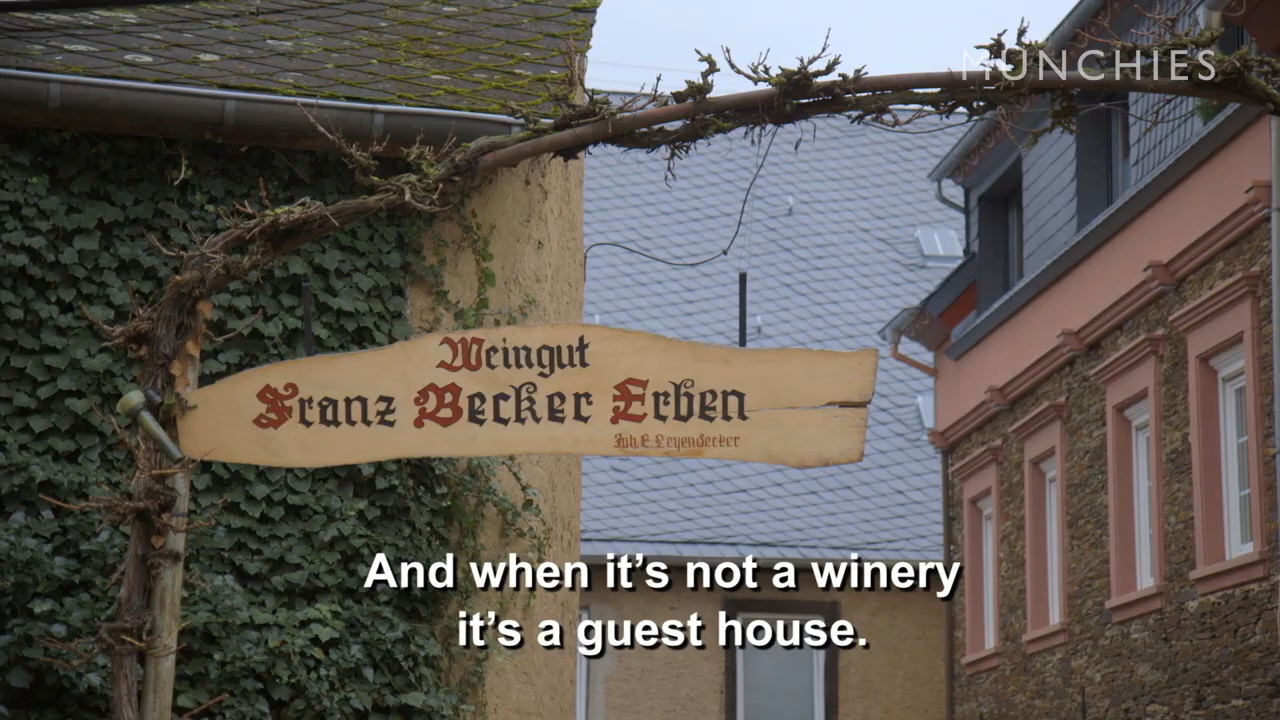 MUNCHIES
Weingut
Franz Becker Erben
Inh. E. Leyendecker
And when it's not a winery
it's a guest house.